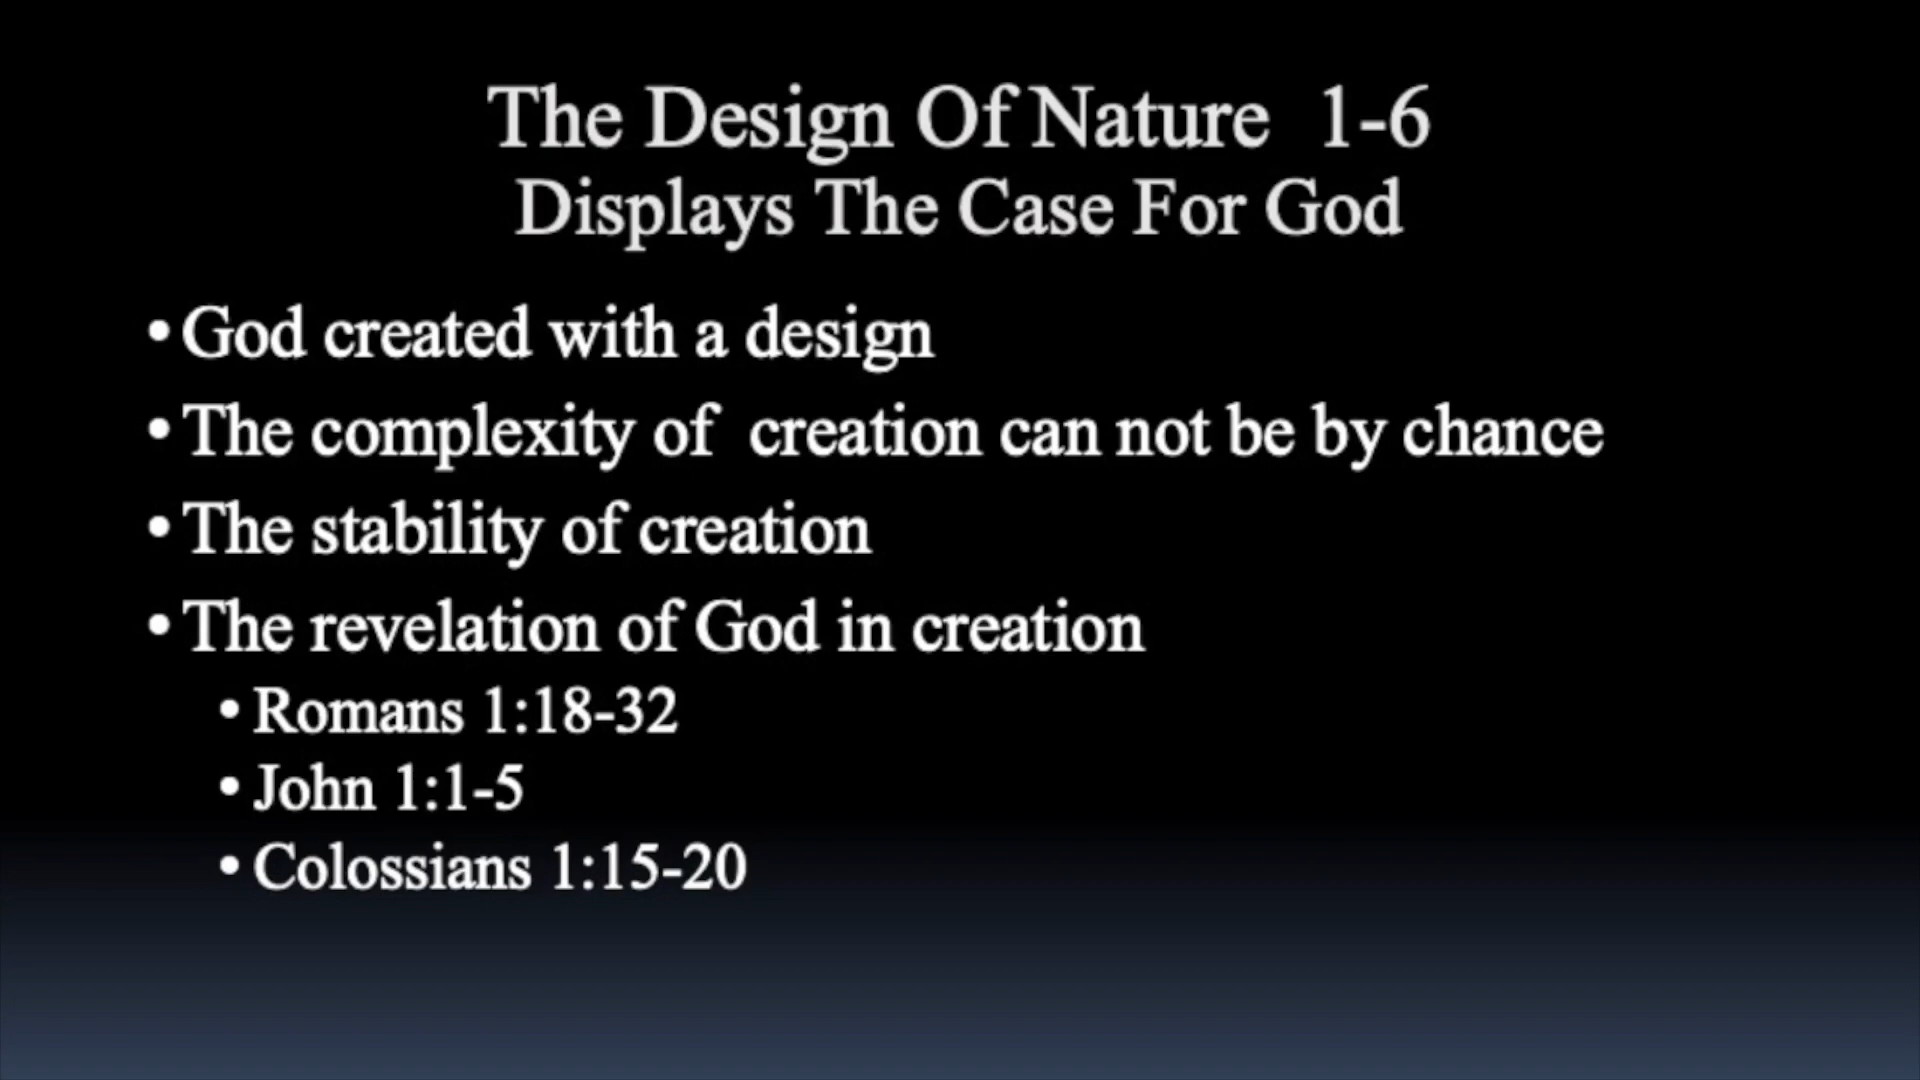 The Design Of Nature  1-6
Displays The Case For God
• God created with a design
• The complexity of  creation can not be by chance
• The stability of creation
• The revelation of God in creation
• Romans 1:18-32
• John 1:1-5
• Colossians 1:15-20